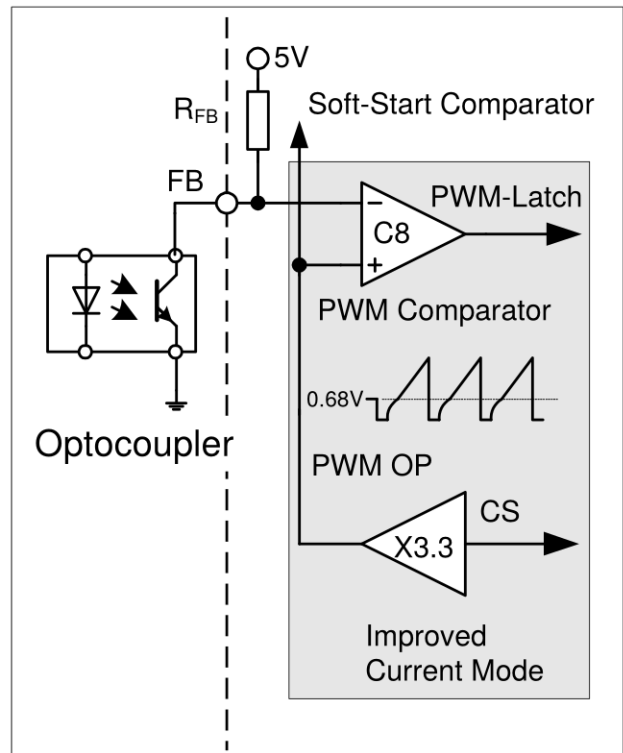 5V
R_FB
Soft-Start Comparator
FB
PWM-Latch
−
C8
+
PWM Comparator
0.68V
Optocoupler
PWM OP
CS
X3.3
Improved
Current Mode